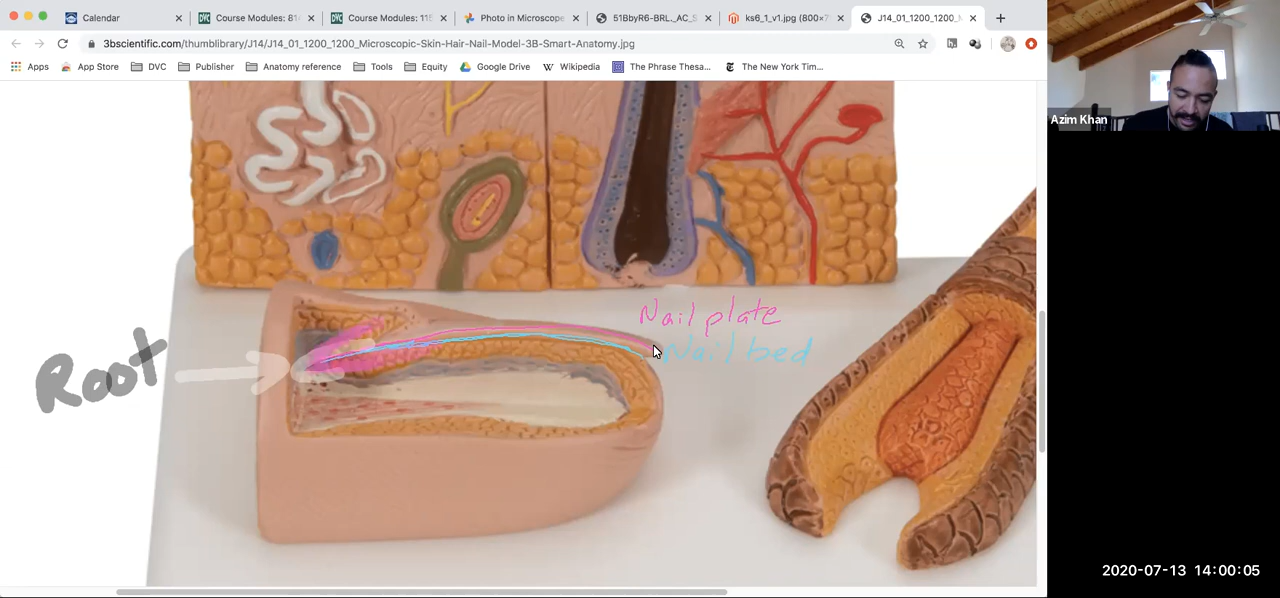 Calendar
Course Modules: 81
Course Modules: 11
Photo in Microscope
51BbyR6-BRL._AC_S
ks6_1_v1.jpg (800×7
J14_01_1200_1200_M
3bscientific.com/thumblibrary/J14/J14_01_1200_1200_Microscopic-Skin-Hair-Nail-Model-3B-Smart-Anatomy.jpg
Apps
App Store
DVC
Publisher
Anatomy reference
Tools
Equity
Google Drive
Wikipedia
The Phrase Thesa...
The New York Tim...
Azim Khan
Nail plate
Nail bed
Root
2020-07-13 14:00:05